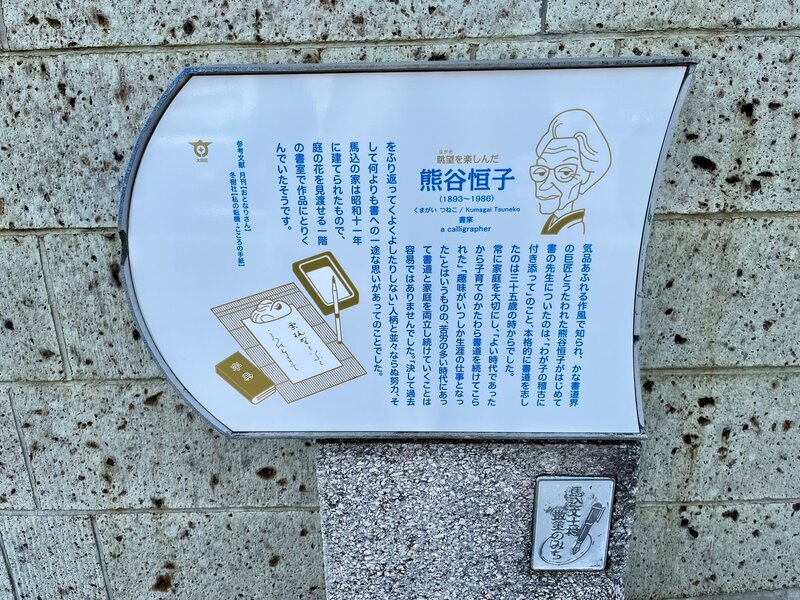 ながめ
眺望を楽しんだ
熊谷恒子
(1893〜1986)
くまがい つねこ / Kumagai Tsuneko
書家
a calligrapher
気品あふれる作風で知られ、かな書道界
の巨匠とうたわれた熊谷恒子がはじめて
書の先生についたのは、「わが子の稽古に
付き添って」のこと、本格的に書道を志し
たのは三十五歳の時からでした。
常に家庭を大切にし、「よい時代であった
から子育てのかたわら書道を続けてこら
れた」「趣味がいつしか生涯の仕事となっ
た」とはいうものの、苦労の多い時代にあっ
て書道と家庭を両立し続けていくことは
容易ではありませんでした。「決して過去
をふり返ってくよくよしたりしない」人柄と並々ならぬ努力、そ
して何よりも書への一途な思いがあってのことでした。
馬込の家は昭和十一年
に建てられたもので、
庭の花を見渡せる一階
の書室で作品にとりく
んでいたそうです。
参考文献 月刊【おとなりさん】
冬樹社【私の転機・こころの手紙】
大田区